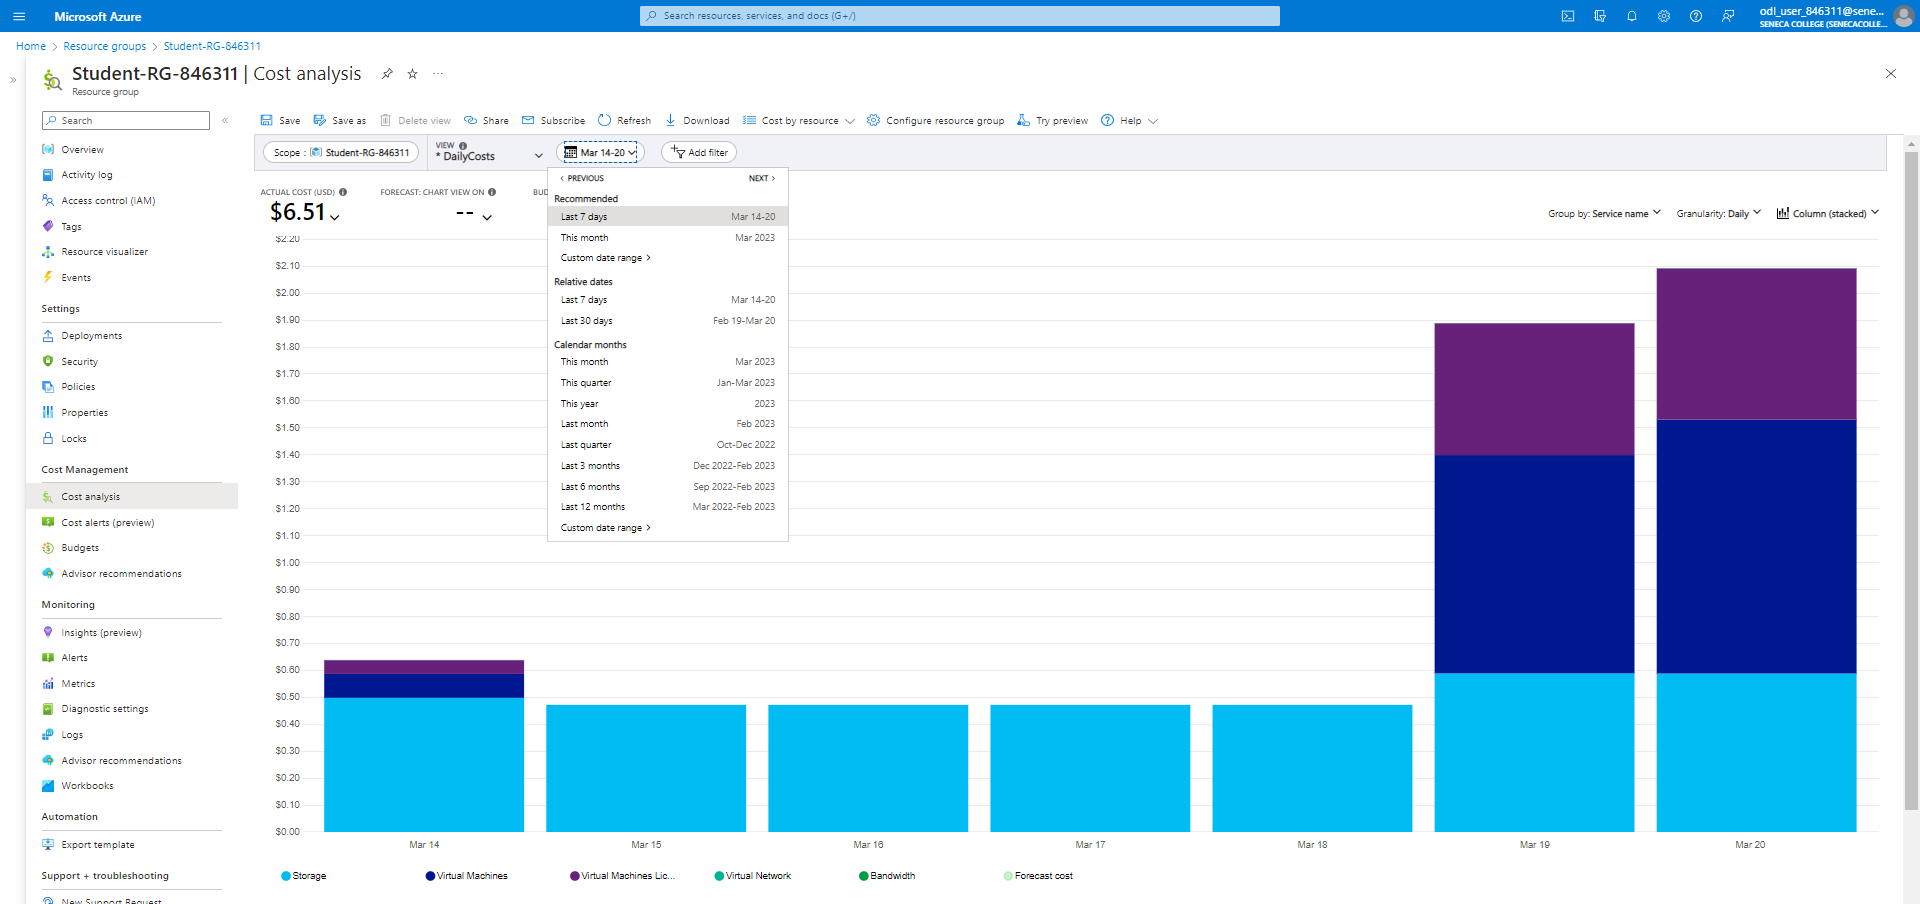 Microsoft Azure
Search resources, services, and docs (G+/)
odl_user_846311@sene...
SENECA COLLEGE (SENECACOLLE...
Home > Resource groups > Student-RG-846311
Student-RG-846311 | Cost analysis
Resource group
Search
Overview
Activity log
Access control (IAM)
Tags
Resource visualizer
Events
Settings
Deployments
Security
Policies
Properties
Locks
Cost Management
Cost analysis
Cost alerts (preview)
Budgets
Advisor recommendations
Monitoring
Insights (preview)
Alerts
Metrics
Diagnostic settings
Logs
Advisor recommendations
Workbooks
Automation
Export template
Support + troubleshooting
New Support Request
Save Save as Delete view Share Subscribe Refresh Download Cost by resource Configure resource group Try preview Help
Scope : Student-RG-846311
VIEW
* DailyCosts
Mar 14-20
Add filter
ACTUAL COST (USD)
$6.51
FORECAST: CHART VIEW ON
--
BUD
< PREVIOUS NEXT >
Recommended
Last 7 days Mar 14-20
This month Mar 2023
Custom date range >
Relative dates
Last 7 days Mar 14-20
Last 30 days Feb 19-Mar 20
Calendar months
This month Mar 2023
This quarter Jan-Mar 2023
This year 2023
Last month Feb 2023
Last quarter Oct-Dec 2022
Last 3 months Dec 2022-Feb 2023
Last 6 months Sep 2022-Feb 2023
Last 12 months Mar 2022-Feb 2023
Custom date range >
Group by: Service name
Granularity: Daily
Column (stacked)
$2.20
$2.10
$2.00
$1.90
$1.80
$1.70
$1.60
$1.50
$1.40
$1.30
$1.20
$1.10
$1.00
$0.90
$0.80
$0.70
$0.60
$0.50
$0.40
$0.30
$0.20
$0.10
$0.00
Mar 14 Mar 15 Mar 16 Mar 17 Mar 18 Mar 19 Mar 20
Storage Virtual Machines Virtual Machines Lic... Virtual Network Bandwidth Forecast cost